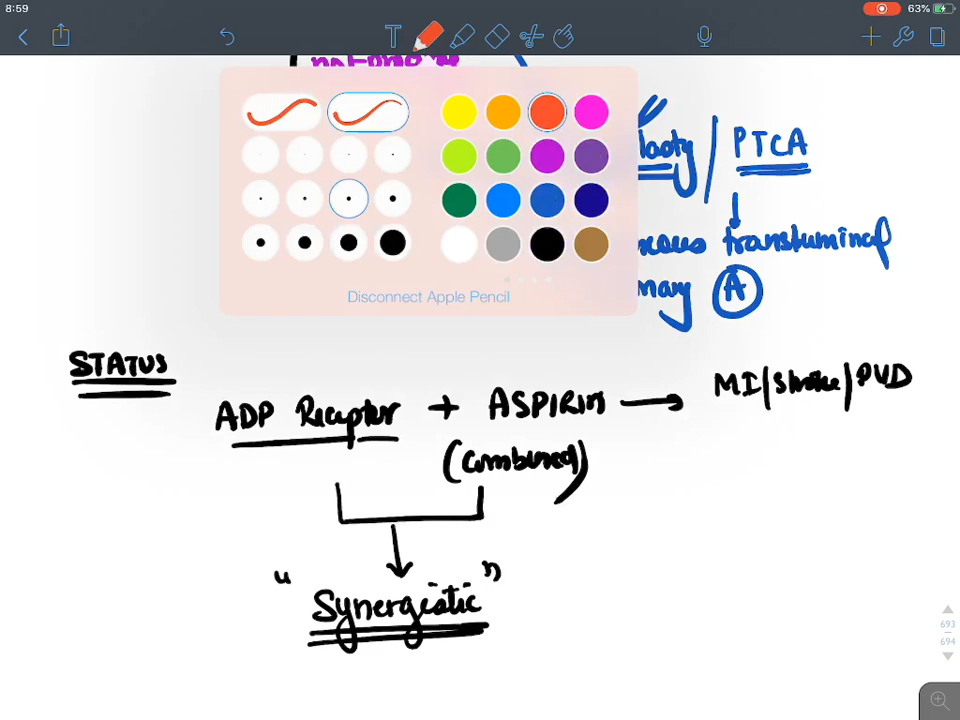 8:59
63%
T
/ PTCA
transluminal
A
Disconnect Apple Pencil
STATUS
ADP Receptor + ASPIRIN → MI/Stroke/PVD
(Combined)
"Synergistic"
693
694